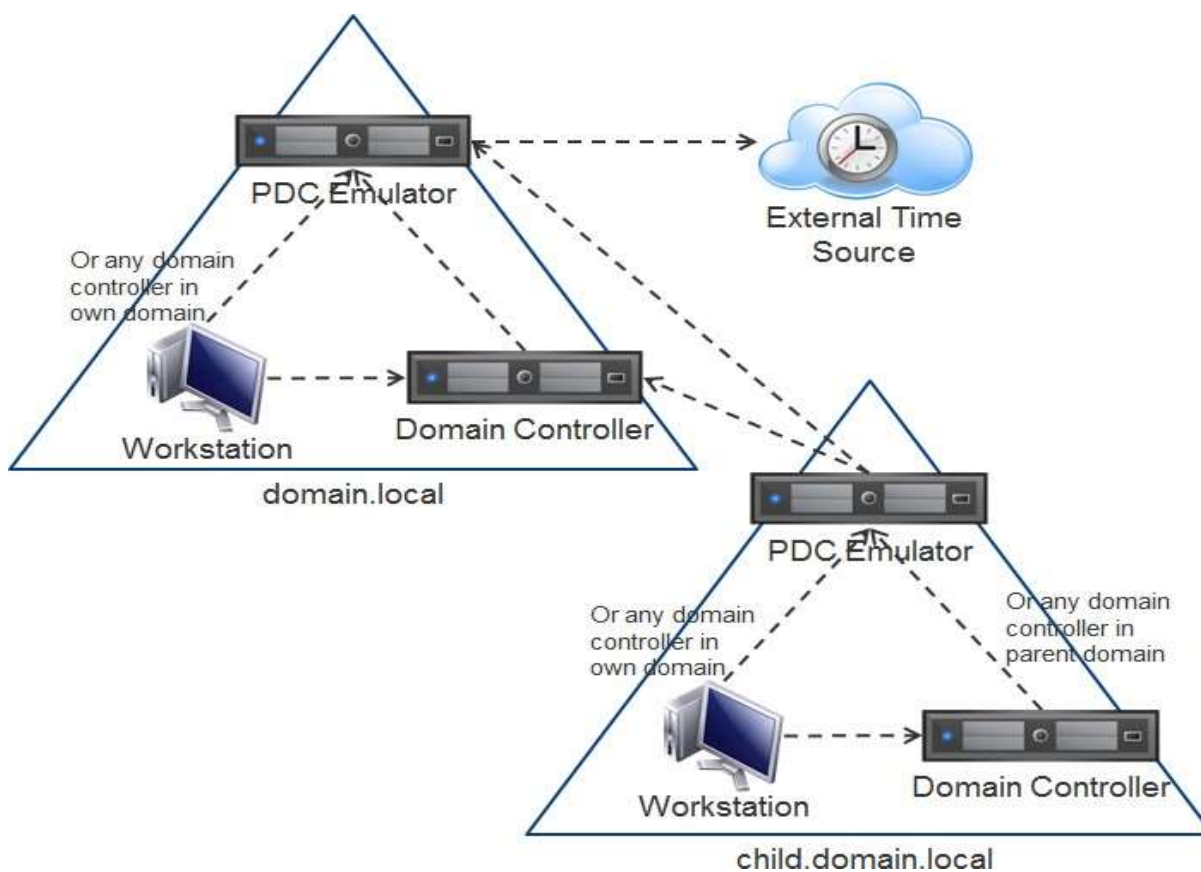 PDC Emulator
External Time
Source
Or any domain
controller in
own domain
Workstation
Domain Controller
domain.local
PDC Emulator
Or any domain
controller in
own domain
Or any domain
controller in
parent domain
Workstation
Domain Controller
child.domain.local